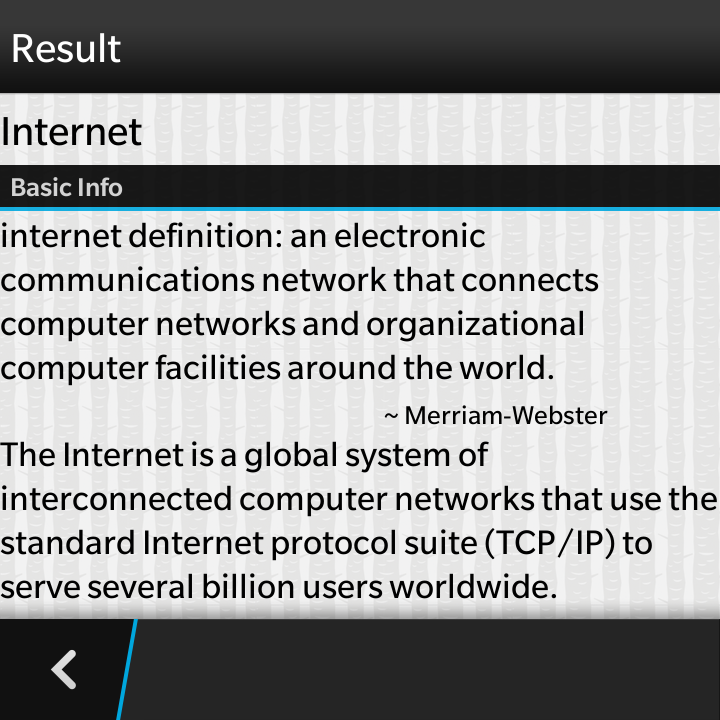 Result
Internet
Basic Info
internet definition: an electronic
communications network that connects
computer networks and organizational
computer facilities around the world.
~ Merriam-Webster
The Internet is a global system of
interconnected computer networks that use the
standard Internet protocol suite (TCP/IP) to
serve several billion users worldwide.